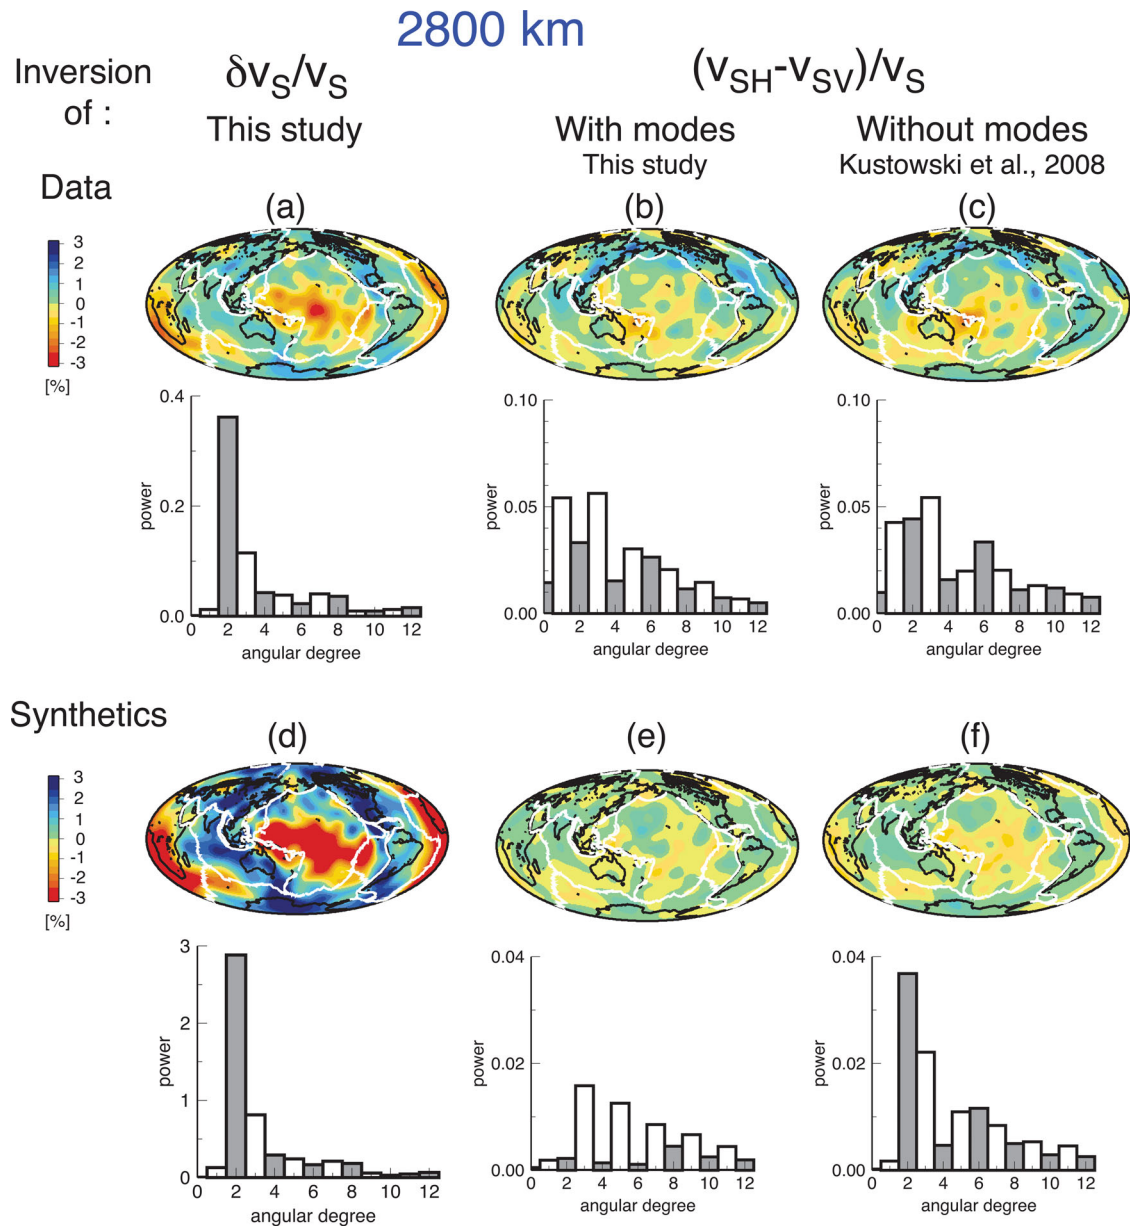 2800 km
Inversion of :
δvS/vS
(vSH-vSV)/vS
This study
With modes
This study
Without modes
Kustowski et al., 2008
Data
(a)
(b)
(c)
3
2
1
0
-1
-2
-3
[%]
0.4
0.2
0.0
power
0 2 4 6 8 10 12
angular degree
0.10
0.05
0.00
power
0 2 4 6 8 10 12
angular degree
0.10
0.05
0.00
power
0 2 4 6 8 10 12
angular degree
Synthetics
(d)
(e)
(f)
3
2
1
0
-1
-2
-3
[%]
3
2
1
0
power
0 2 4 6 8 10 12
angular degree
0.04
0.02
0.00
power
0 2 4 6 8 10 12
angular degree
0.04
0.02
0.00
power
0 2 4 6 8 10 12
angular degree